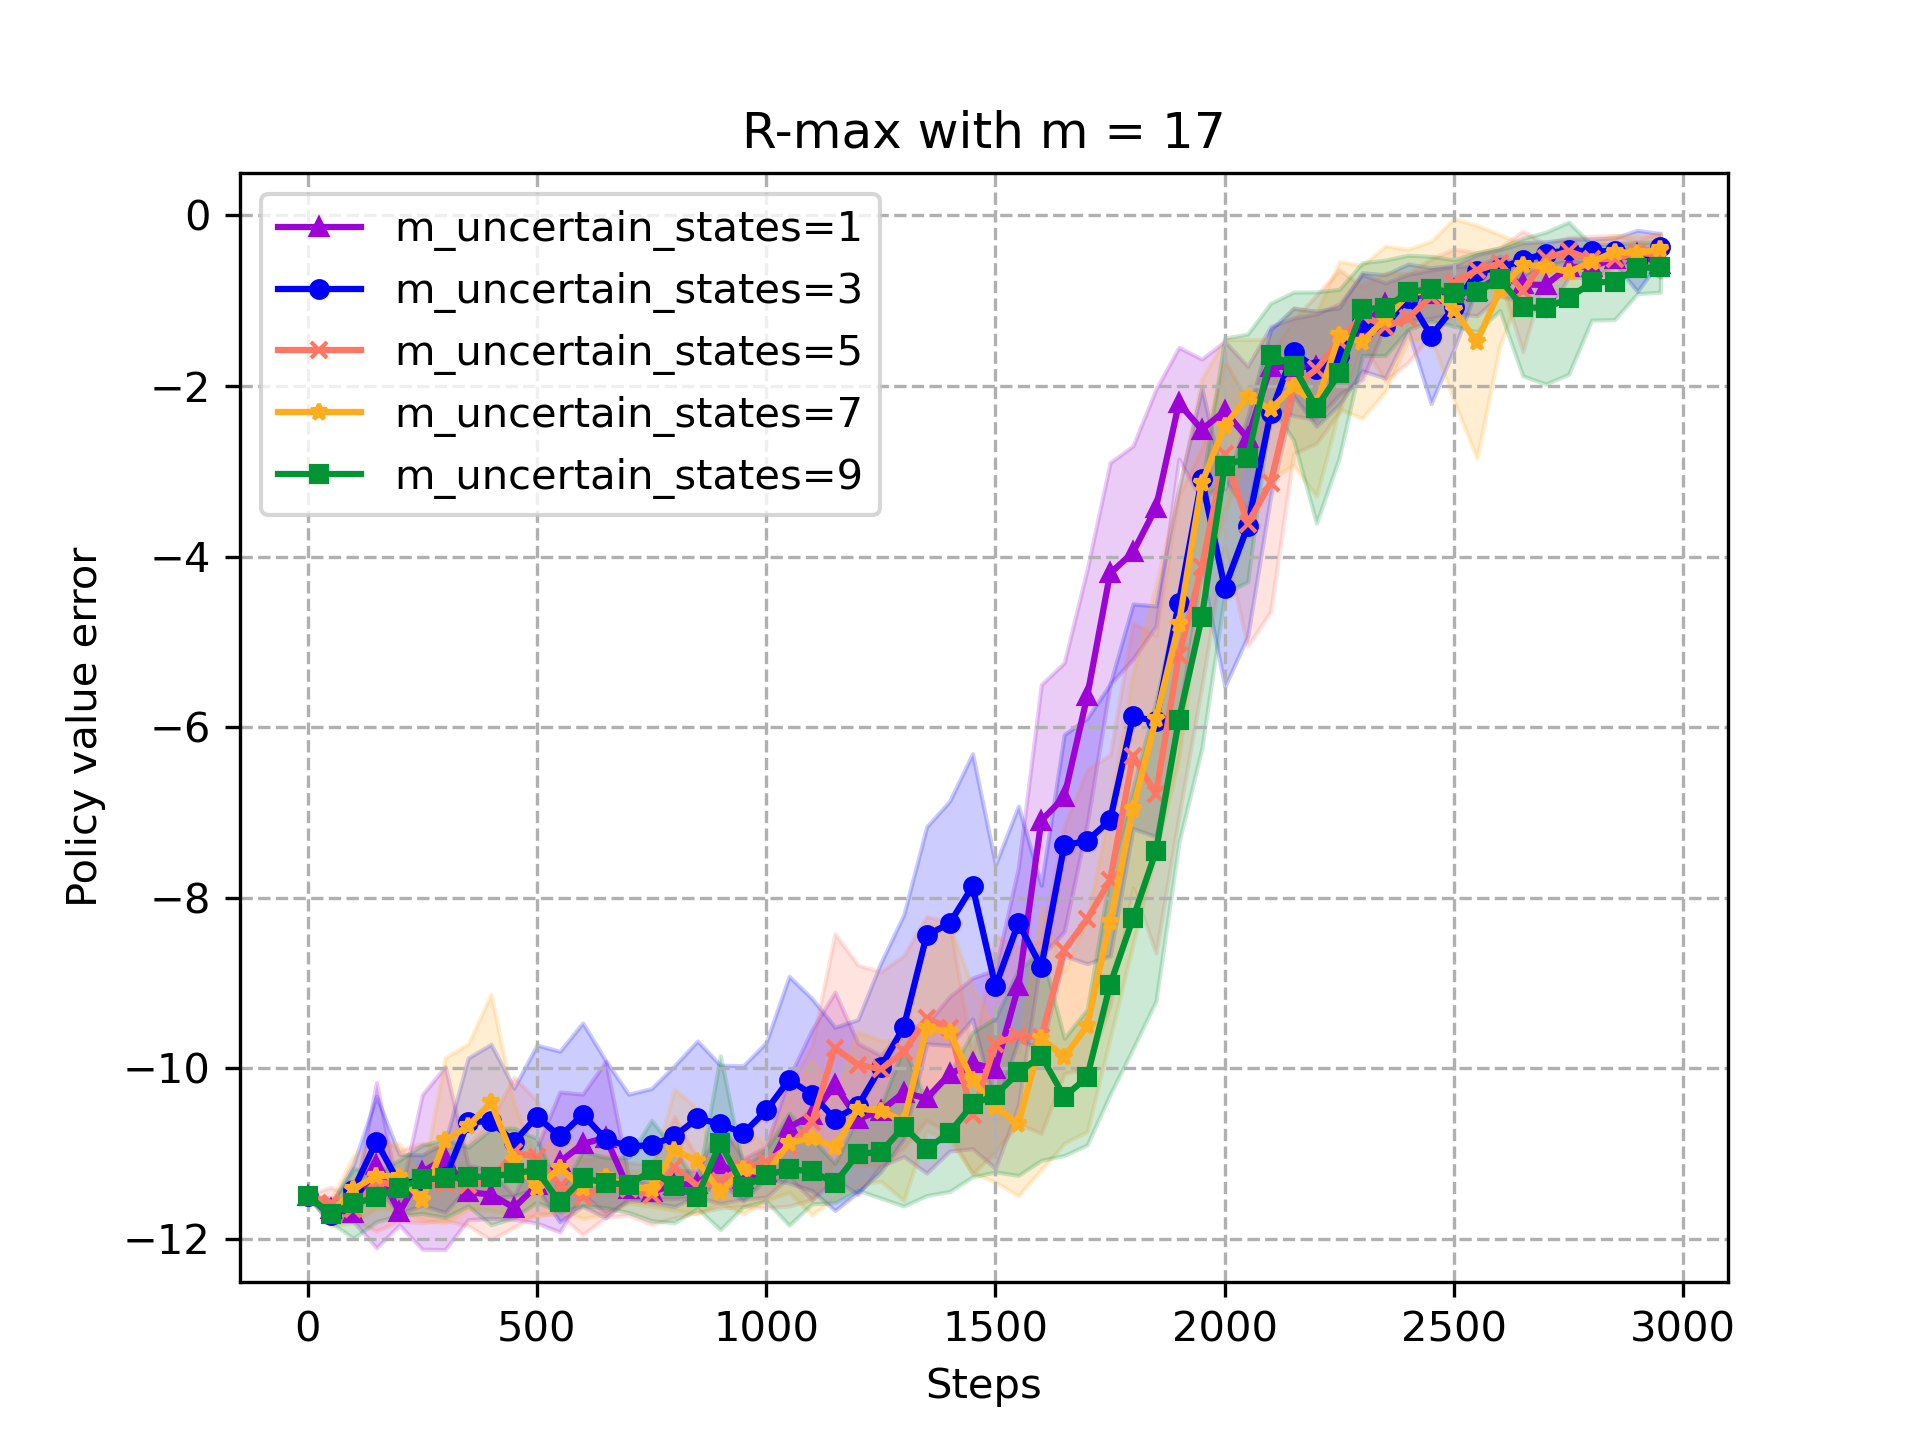 R-max with m = 17
m_uncertain_states=1
m_uncertain_states=3
m_uncertain_states=5
m_uncertain_states=7
m_uncertain_states=9
Policy value error
0
−2
−4
−6
−8
−10
−12
0 500 1000 1500 2000 2500 3000
Steps